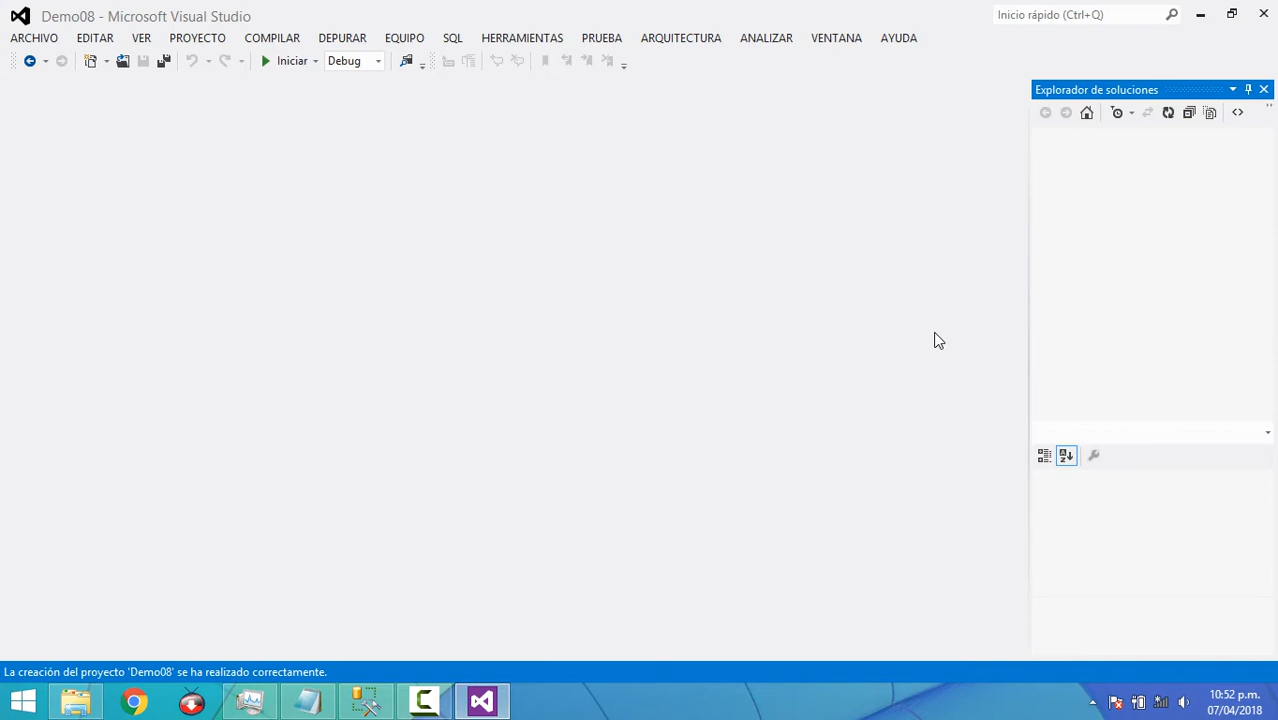 Demo08 - Microsoft Visual Studio
Inicio rápido (Ctrl+Q)
ARCHIVO EDITAR VER PROYECTO COMPILAR DEPURAR EQUIPO SQL HERRAMIENTAS PRUEBA ARQUITECTURA ANALIZAR VENTANA AYUDA
Iniciar Debug
Explorador de soluciones
La creación del proyecto 'Demo08' se ha realizado correctamente.
10:52 p.m.
07/04/2018